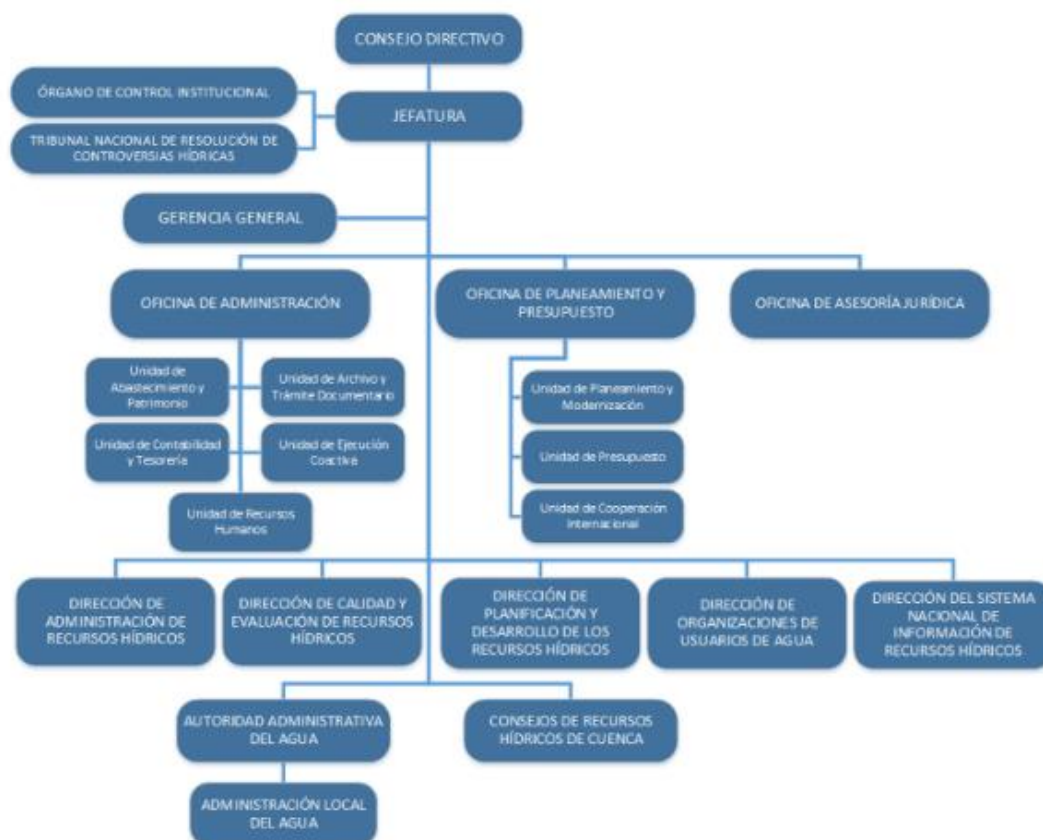 CONSEJO DIRECTIVO
ÓRGANO DE CONTROL INSTITUCIONAL
JEFATURA
TRIBUNAL NACIONAL DE RESOLUCIÓN DE
CONTROVERSIAS HÍDRICAS
GERENCIA GENERAL
OFICINA DE ADMINISTRACIÓN
OFICINA DE PLANEAMIENTO Y
PRESUPUESTO
OFICINA DE ASESORÍA JURÍDICA
Unidad de
Abastecimiento y
Patrimonio
Unidad de Archivo y
Trámite Documentario
Unidad de Contabilidad
y Tesorería
Unidad de Ejecución
Coactiva
Unidad de Recursos
Humanos
Unidad de Planeamiento y
Modernización
Unidad de Presupuesto
Unidad de Cooperación
Internacional
DIRECCIÓN DE
ADMINISTRACIÓN DE
RECURSOS HÍDRICOS
DIRECCIÓN DE CALIDAD Y
EVALUACIÓN DE RECURSOS
HÍDRICOS
DIRECCIÓN DE
PLANIFICACIÓN Y
DESARROLLO DE LOS
RECURSOS HÍDRICOS
DIRECCIÓN DE
ORGANIZACIONES DE
USUARIOS DE AGUA
DIRECCIÓN DEL SISTEMA
NACIONAL DE
INFORMACIÓN DE
RECURSOS HÍDRICOS
AUTORIDAD ADMINISTRATIVA
DEL AGUA
CONSEJOS DE RECURSOS
HÍDRICOS DE CUENCA
ADMINISTRACIÓN LOCAL
DEL AGUA